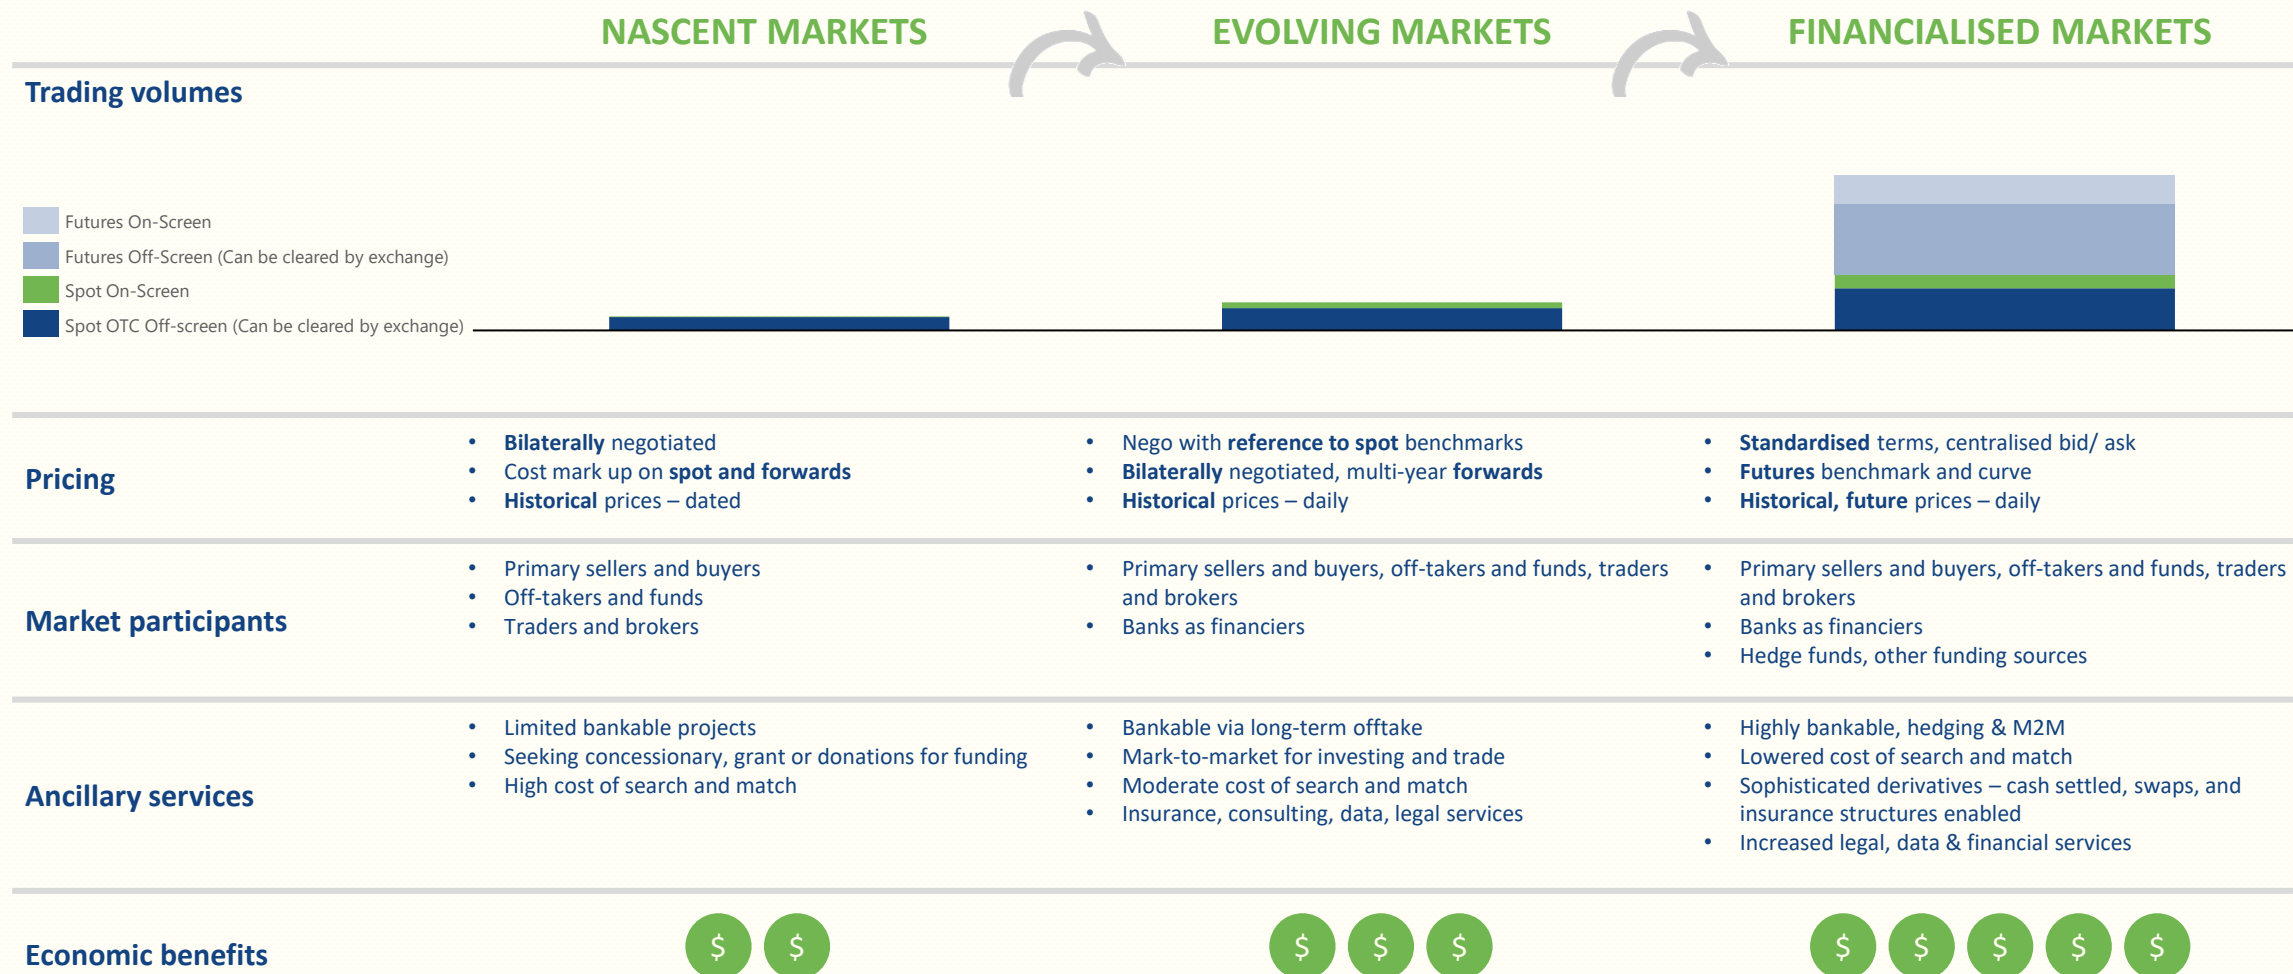 NASCENT MARKETS
EVOLVING MARKETS
FINANCIALISED MARKETS
Trading volumes
Futures On-Screen
Futures Off-Screen (Can be cleared by exchange)
Spot On-Screen
Spot OTC Off-screen (Can be cleared by exchange)
Pricing
• Bilaterally negotiated
• Cost mark up on spot and forwards
• Historical prices – dated
• Nego with reference to spot benchmarks
• Bilaterally negotiated, multi-year forwards
• Historical prices – daily
• Standardised terms, centralised bid/ ask
• Futures benchmark and curve
• Historical, future prices – daily
Market participants
• Primary sellers and buyers
• Off-takers and funds
• Traders and brokers
• Primary sellers and buyers, off-takers and funds, traders
and brokers
• Banks as financiers
• Primary sellers and buyers, off-takers and funds, traders
and brokers
• Banks as financiers
• Hedge funds, other funding sources
Ancillary services
• Limited bankable projects
• Seeking concessionary, grant or donations for funding
• High cost of search and match
• Bankable via long-term offtake
• Mark-to-market for investing and trade
• Moderate cost of search and match
• Insurance, consulting, data, legal services
• Highly bankable, hedging & M2M
• Lowered cost of search and match
• Sophisticated derivatives – cash settled, swaps, and
insurance structures enabled
• Increased legal, data & financial services
Economic benefits
$ $
$ $ $
$ $ $ $ $